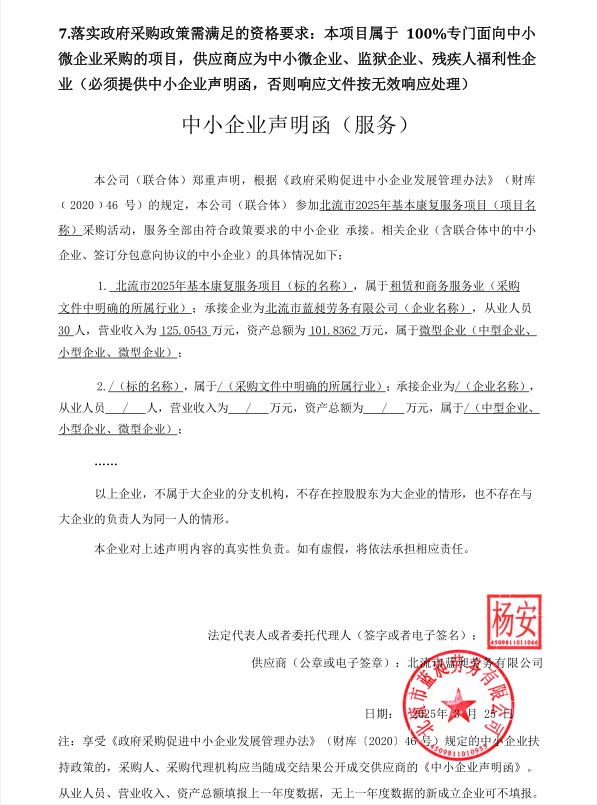 7.落实政府采购政策需满足的资格要求：本项目属于 100%专门面向中小
微企业采购的项目，供应商应为中小微企业、监狱企业、残疾人福利性企
业（必须提供中小企业声明函，否则响应文件按无效响应处理）
中小企业声明函（服务）
本公司（联合体）郑重声明，根据《政府采购促进中小企业发展管理办法》（财库
﹝2020﹞46 号）的规定，本公司（联合体） 参加北流市2025年基本康复服务项目（项目名
称）采购活动，服务全部由符合政策要求的中小企业 承接。相关企业（含联合体中的中小
企业、签订分包意向协议的中小企业）的具体情况如下：
1. 北流市2025年基本康复服务项目（标的名称），属于租赁和商务服务业（采购
文件中明确的所属行业）；承接企业为北流市蓝昶劳务有限公司（企业名称），从业人员
30 人，营业收入为 125.0543 万元，资产总额为 101.8362 万元，属于微型企业（中型企业、
小型企业、微型企业）；
2. /（标的名称），属于/（采购文件中明确的所属行业）；承接企业为/（企业名称），
从业人员 / 人，营业收入为 / 万元，资产总额为 / 万元，属于/（中型企业、
小型企业、微型企业）；
……
以上企业，不属于大企业的分支机构，不存在控股股东为大企业的情形，也不存在与
大企业的负责人为同一人的情形。
本企业对上述声明内容的真实性负责。如有虚假，将依法承担相应责任。
法定代表人或者委托代理人（签字或者电子签名）：
杨安
4509811011066
供应商（公章或电子签章）：北流市蓝昶劳务有限公司
北流市蓝昶劳务有限公司
日期： 2025年 3 月 25 日
注：享受《政府采购促进中小企业发展管理办法》（财库〔2020〕46 号）规定的中小企业扶
持政策的，采购人、采购代理机构应当随成交结果公开成交供应商的《中小企业声明函》。
从业人员、营业收入、资产总额填报上一年度数据，无上一年度数据的新成立企业可不填报。